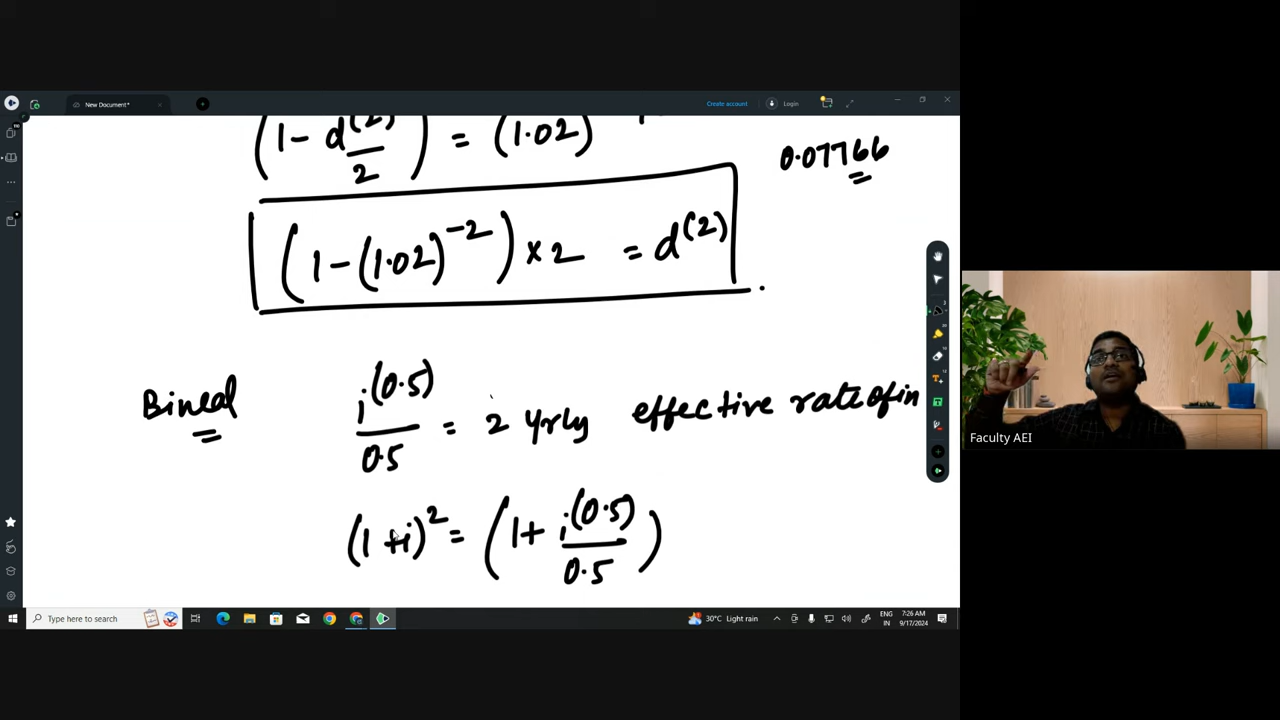 New Document*
Create account
Login
(1 - d^(2)/2) = (1.02)
0.07766
(1 - (1.02)^-2) × 2 = d^(2)
Bineal
i^(0.5)/0.5 = 2 yrly effective rate of in
(1 + i)^2 = (1 + i^(0.5)/0.5)
Faculty AEI
Type here to search
30°C Light rain
ENG
IN
7:26 AM
9/17/2024